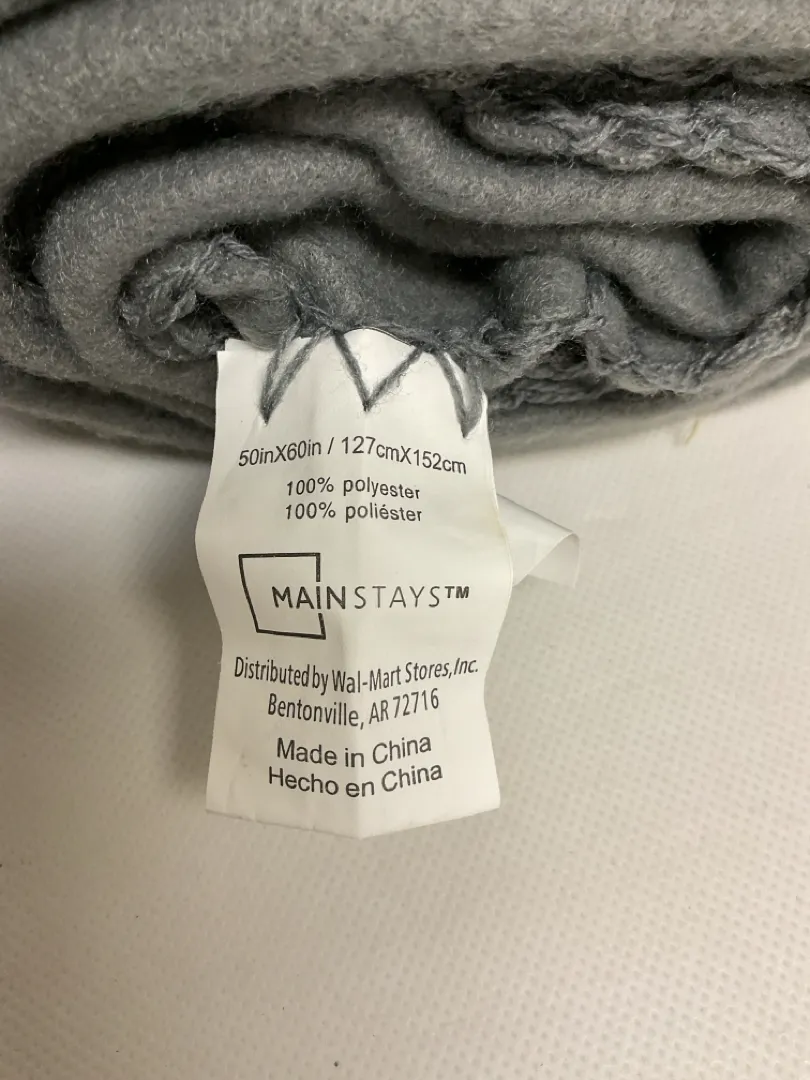 50inX60in / 127cmX152cm
100% polyester
100% poliéster
MAINSTAYS™
Distributed by Wal-Mart Stores,Inc.
Bentonville, AR 72716
Made in China
Hecho en China